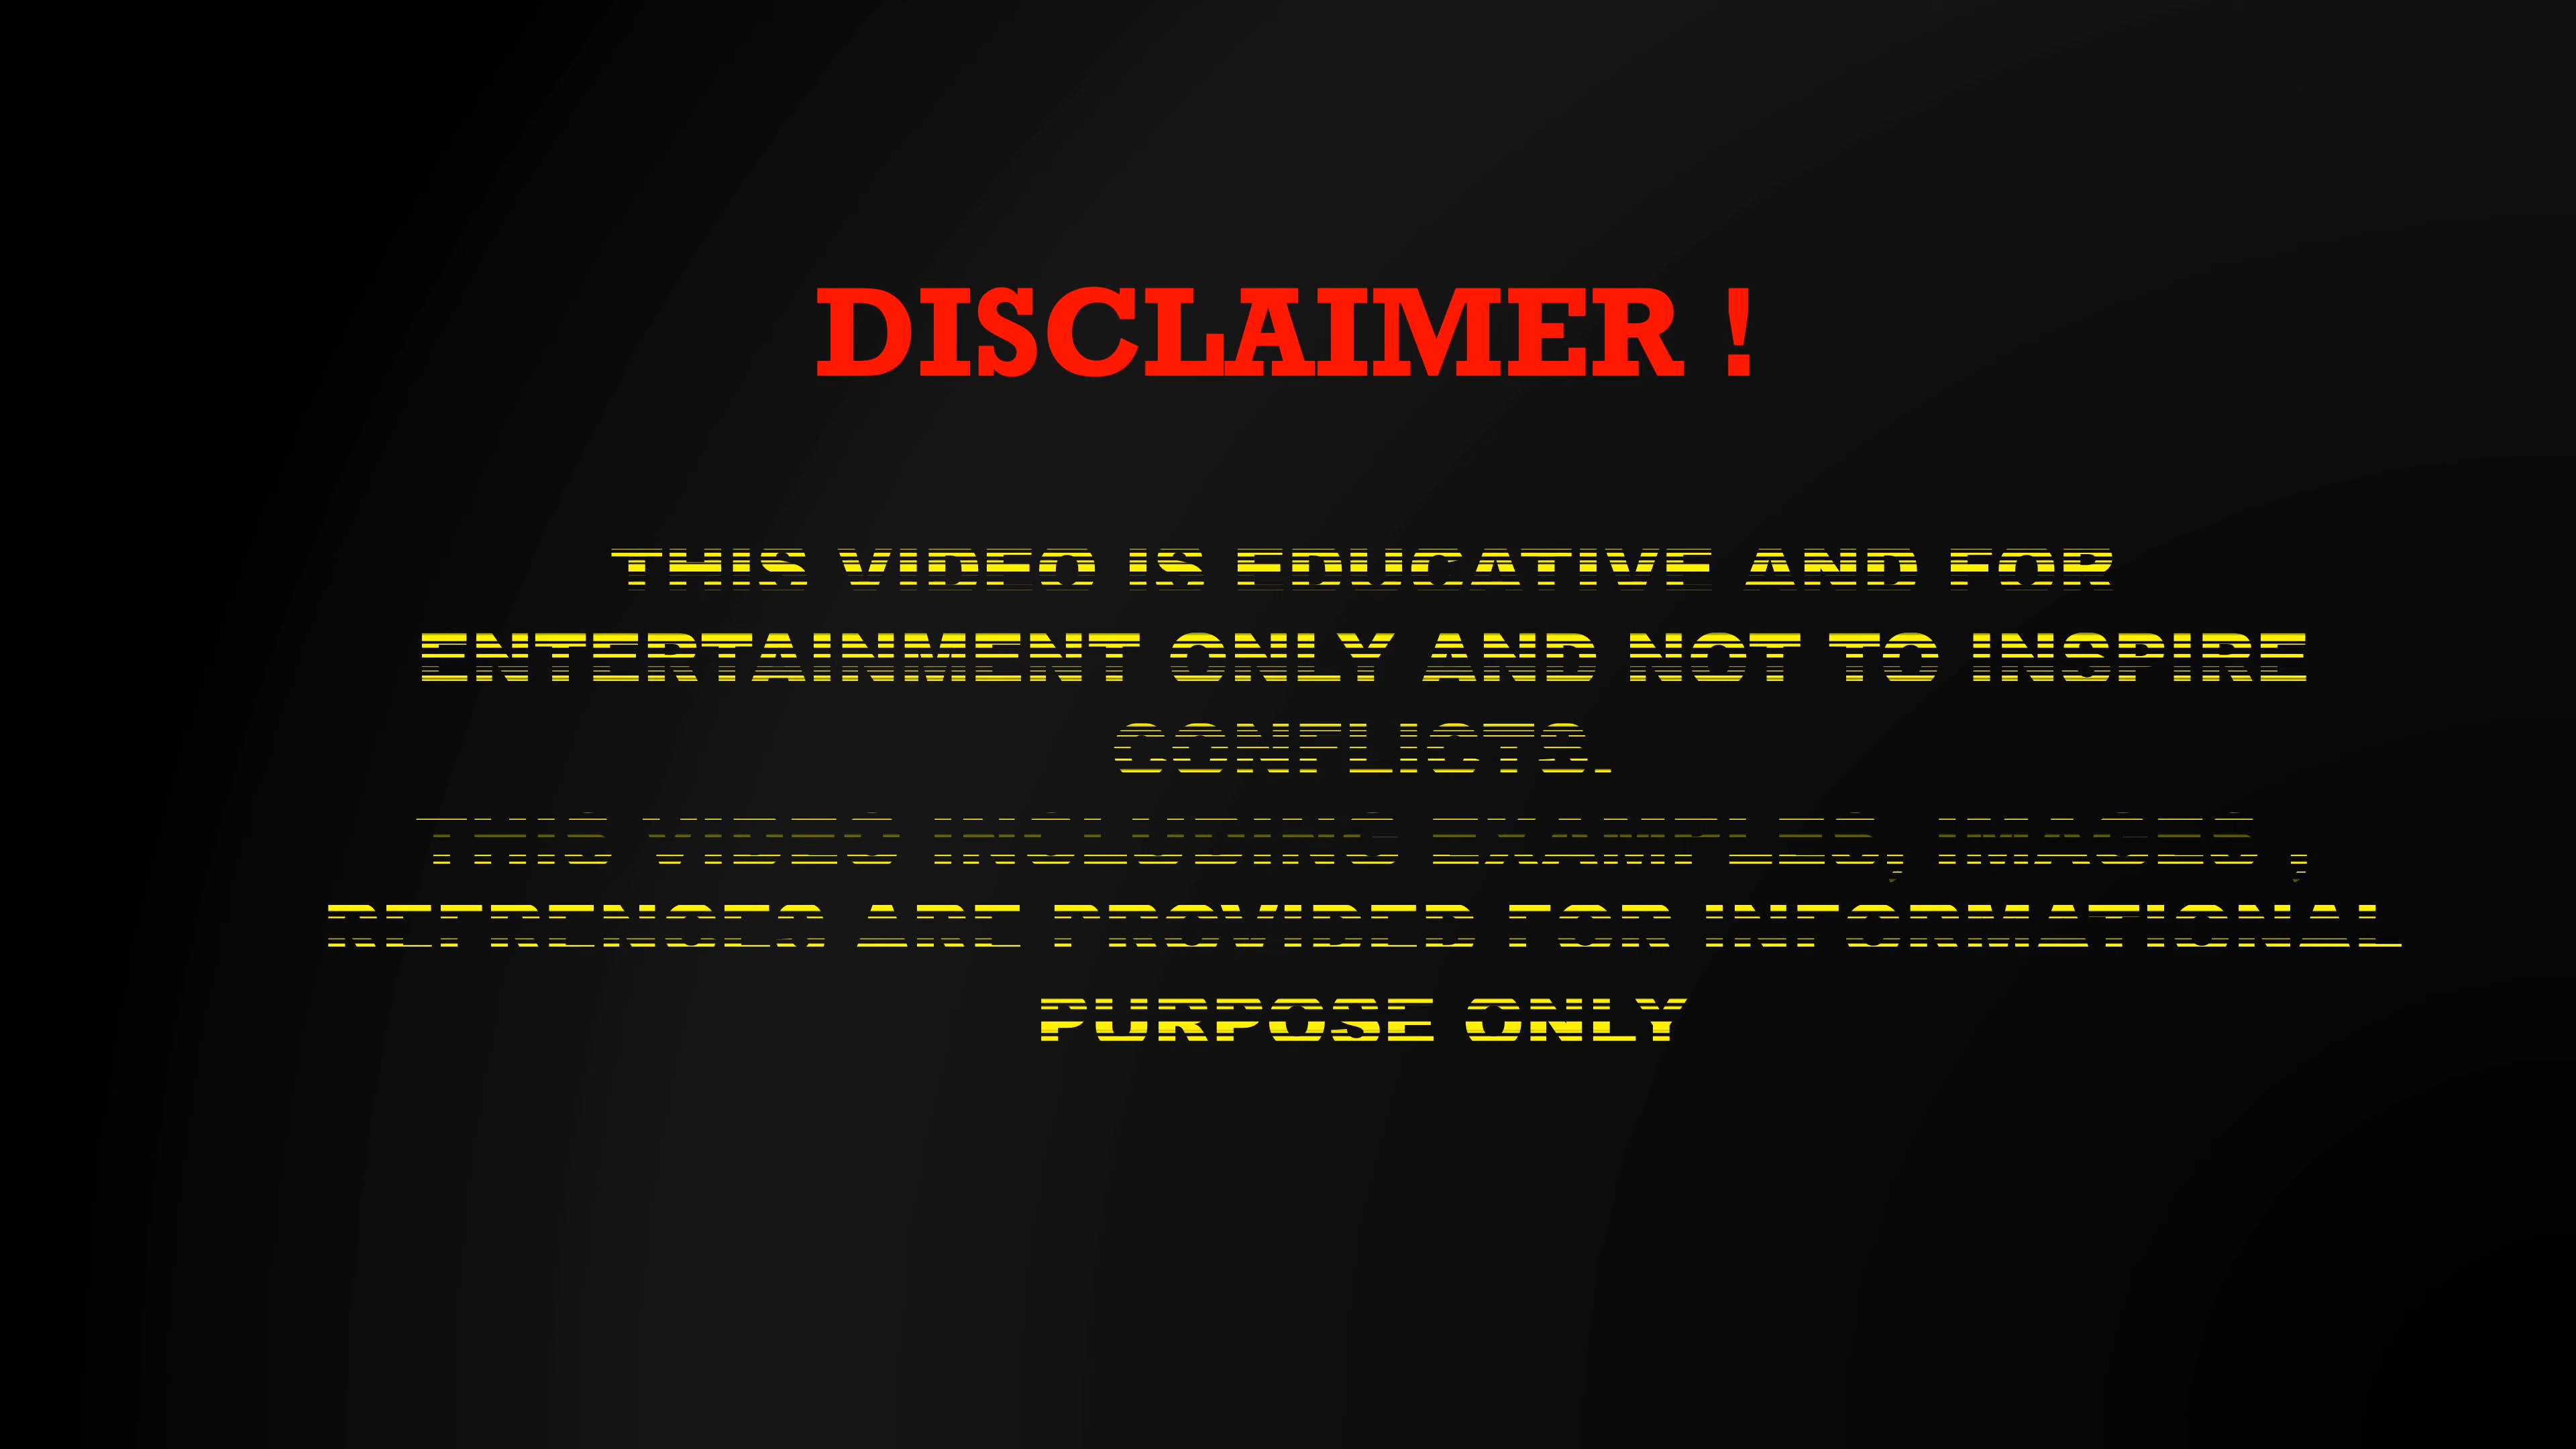 DISCLAIMER !
THIS VIDEO IS EDUCATIVE AND FOR
ENTERTAINMENT ONLY AND NOT TO INSPIRE
CONFLICTS.
THIS VIDEO INCLUDING EXAMPLES, IMAGES ,
REFRENCES ARE PROVIDED FOR INFORMATIONAL
PURPOSE ONLY